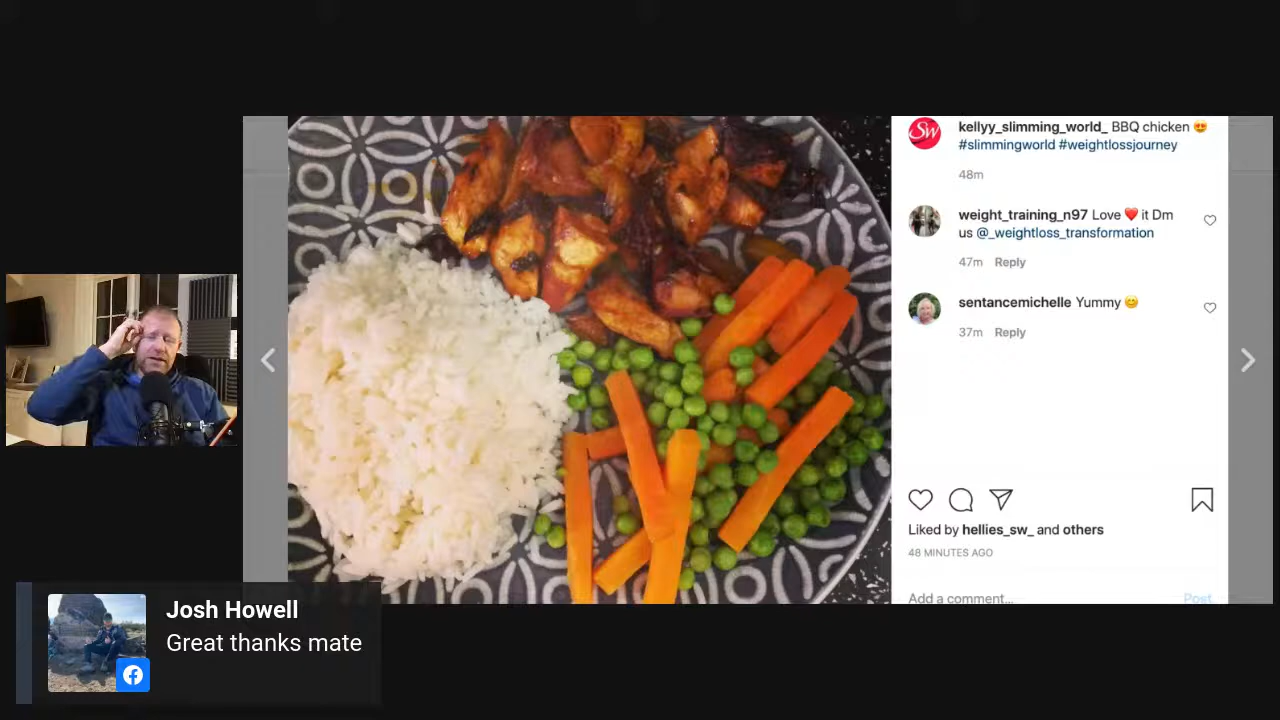 kellyy_slimming_world_ BBQ chicken 😍
#slimmingworld #weightlossjourney
48m
weight_training_n97 Love ❤️ it Dm
us @_weightloss_transformation
47m Reply
sentancemichelle Yummy 😊
37m Reply
Liked by hellies_sw_ and others
48 MINUTES AGO
Add a comment... Post
Josh Howell
Great thanks mate
Sw